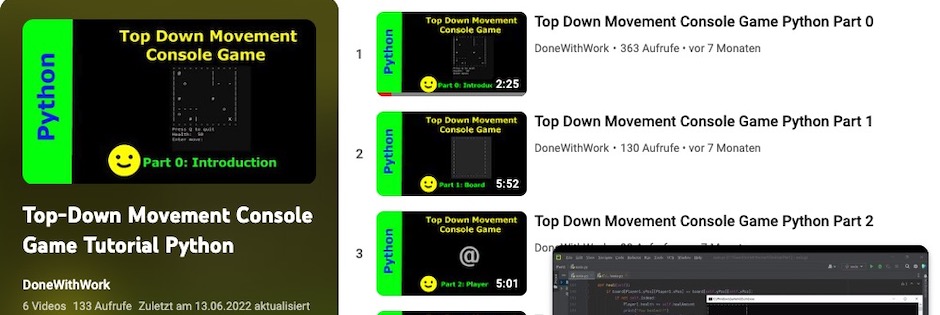 Python
Top Down Movement
Console Game
Press Q to quit
Enter move:
Part 0: Introduction
Top-Down Movement Console
Game Tutorial Python
DoneWithWork
6 Videos 133 Aufrufe Zuletzt am 13.06.2022 aktualisiert
1
Python
Top Down Movement
Console Game
Part 0: Introduc
2:25
Top Down Movement Console Game Python Part 0
DoneWithWork • 363 Aufrufe • vor 7 Monaten
2
Python
Top Down Movement
Console Game
Part 1: Board
5:52
Top Down Movement Console Game Python Part 1
DoneWithWork • 130 Aufrufe • vor 7 Monaten
3
Python
Top Down Movement
Console Game
@
Part 2: Player
5:01
Top Down Movement Console Game Python Part 2